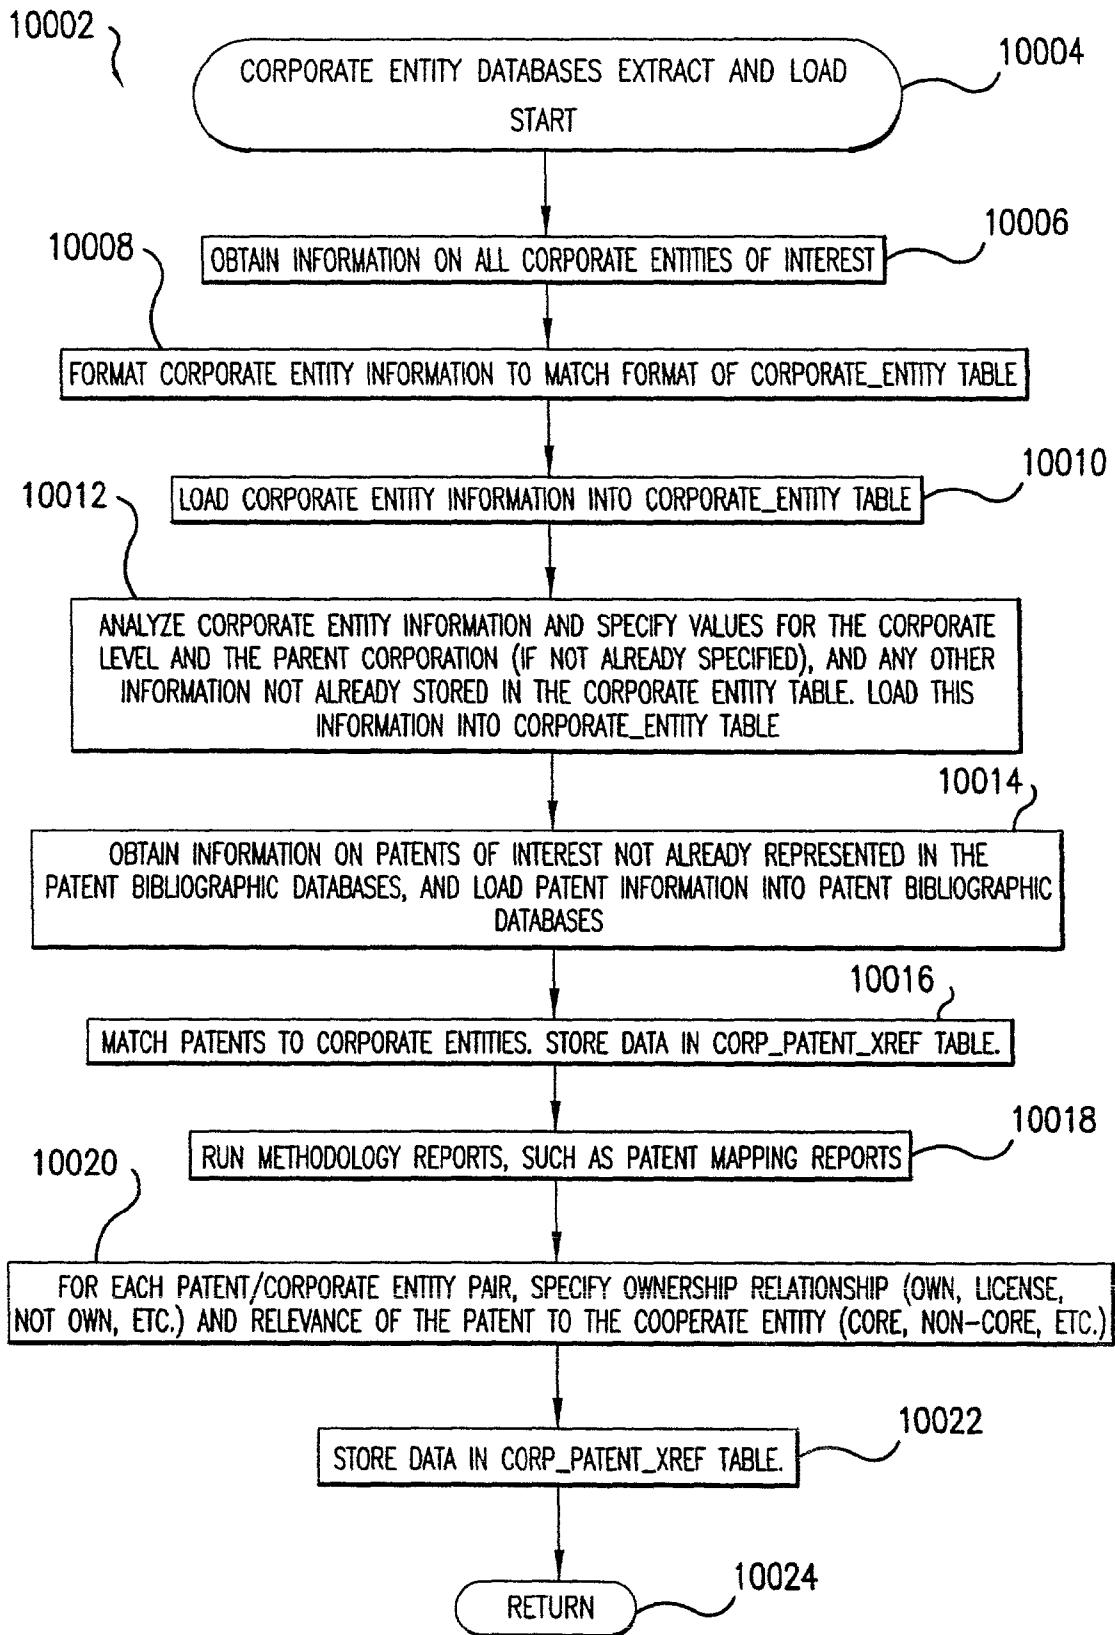 10002
10004
CORPORATE ENTITY DATABASES EXTRACT AND LOAD
START
10006
10008
OBTAIN INFORMATION ON ALL CORPORATE ENTITIES OF INTEREST
FORMAT CORPORATE ENTITY INFORMATION TO MATCH FORMAT OF CORPORATE_ENTITY TABLE
10010
10012
LOAD CORPORATE ENTITY INFORMATION INTO CORPORATE_ENTITY TABLE
ANALYZE CORPORATE ENTITY INFORMATION AND SPECIFY VALUES FOR THE CORPORATE
LEVEL AND THE PARENT CORPORATION (IF NOT ALREADY SPECIFIED), AND ANY OTHER
INFORMATION NOT ALREADY STORED IN THE CORPORATE ENTITY TABLE. LOAD THIS
INFORMATION INTO CORPORATE_ENTITY TABLE
10014
OBTAIN INFORMATION ON PATENTS OF INTEREST NOT ALREADY REPRESENTED IN THE
PATENT BIBLIOGRAPHIC DATABASES, AND LOAD PATENT INFORMATION INTO PATENT BIBLIOGRAPHIC
DATABASES
10016
MATCH PATENTS TO CORPORATE ENTITIES. STORE DATA IN CORP_PATENT_XREF TABLE.
10018
10020
RUN METHODOLOGY REPORTS, SUCH AS PATENT MAPPING REPORTS
FOR EACH PATENT/CORPORATE ENTITY PAIR, SPECIFY OWNERSHIP RELATIONSHIP (OWN, LICENSE,
NOT OWN, ETC.) AND RELEVANCE OF THE PATENT TO THE COOPERATE ENTITY (CORE, NON-CORE, ETC.)
10022
STORE DATA IN CORP_PATENT_XREF TABLE.
10024
RETURN